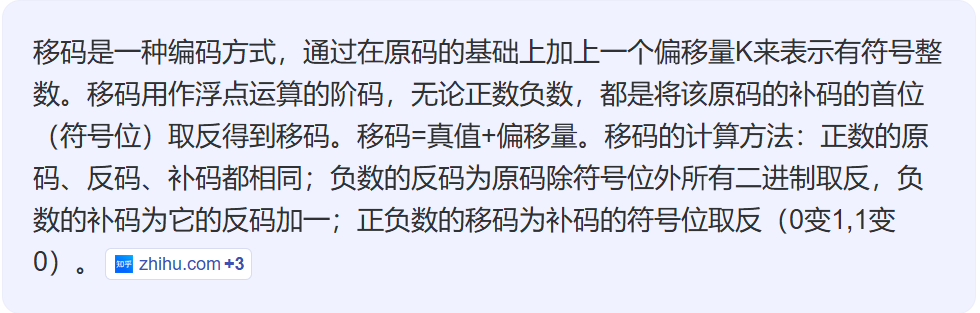 移码是一种编码方式，通过在原码的基础上加上一个偏移量K来表示有符号整
数。移码用作浮点运算的阶码，无论正数负数，都是将该原码的补码的首位
（符号位）取反得到移码。移码=真值+偏移量。移码的计算方法：正数的原
码、反码、补码都相同；负数的反码为原码除符号位外所有二进制取反，负
数的补码为它的反码加一；正负数的移码为补码的符号位取反（0变1,1变
0）。 知乎 zhihu.com +3